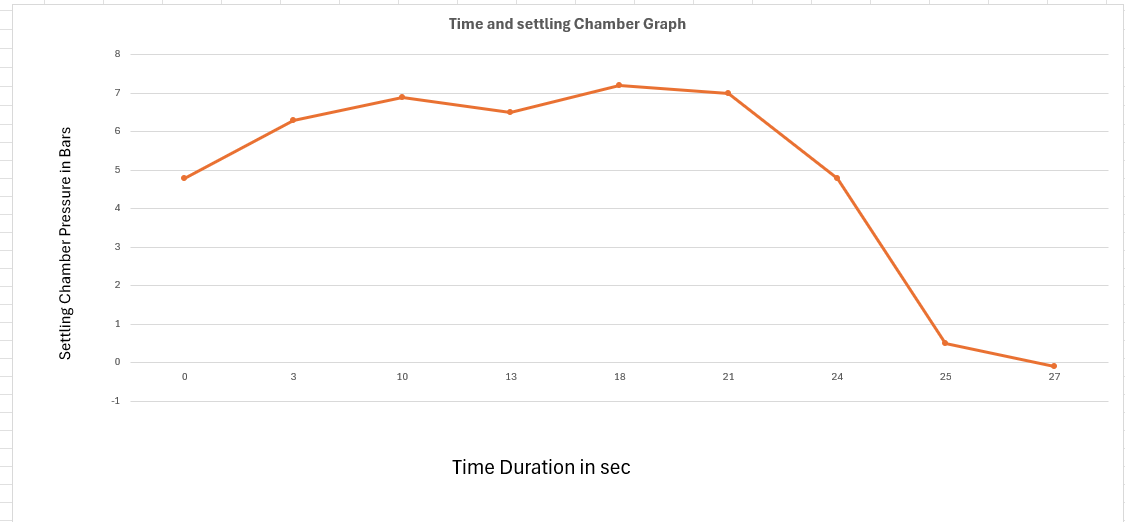 Time and settling Chamber Graph
8
7
6
5
4
3
2
1
0
-1
Settling Chamber Pressure in Bars
0 3 10 13 18 21 24 25 27
Time Duration in sec